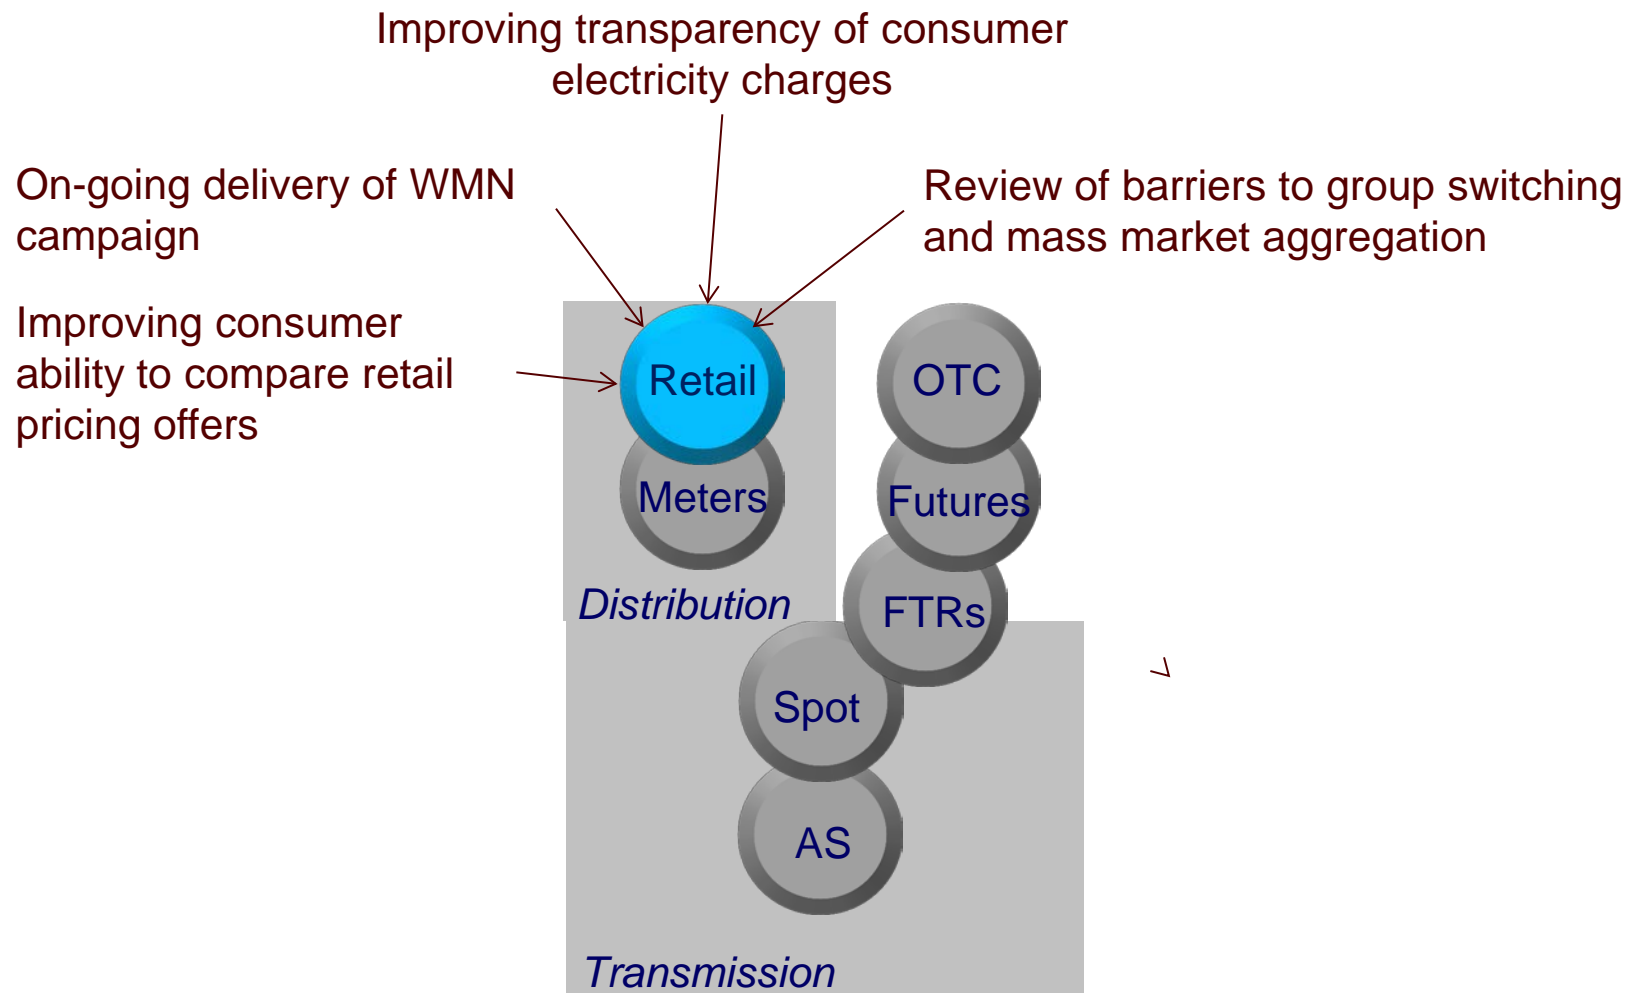 Improving transparency of consumer
electricity charges
On-going delivery of WMN
campaign
Review of barriers to group switching
and mass market aggregation
Improving consumer
ability to compare retail
pricing offers
Retail
OTC
Meters
Futures
Distribution
FTRs
Spot
AS
Transmission